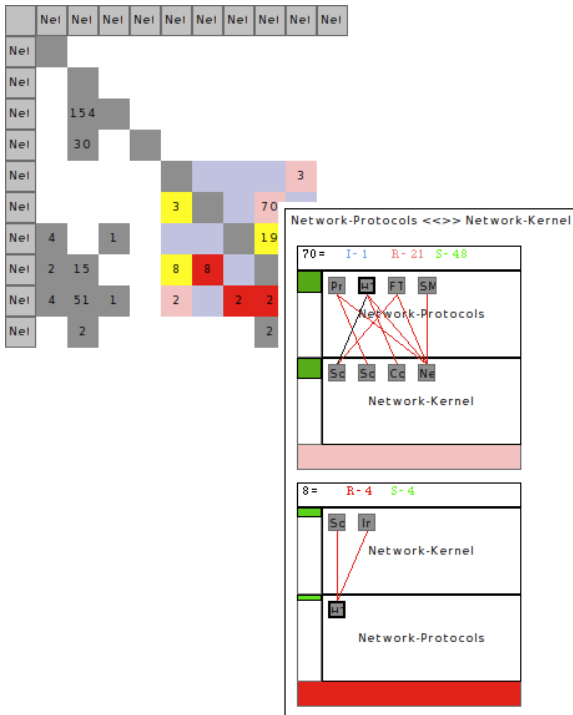 Net Net Net Net Net Net Net Net Net Net
Net
Net
Net 154
Net 30
Net 3
Net 3 70
Net 4 1 19
Net 2 15 8 8
Net 4 51 1 2 2 2
Net 2 2
Network-Protocols <<>> Network-Kernel
70= I-1 R-21 S-48
Pr FT SM
Network-Protocols
Sc Sc Cc Ne
Network-Kernel
8= R-4 S-4
Sc Ir
Network-Kernel
Network-Protocols